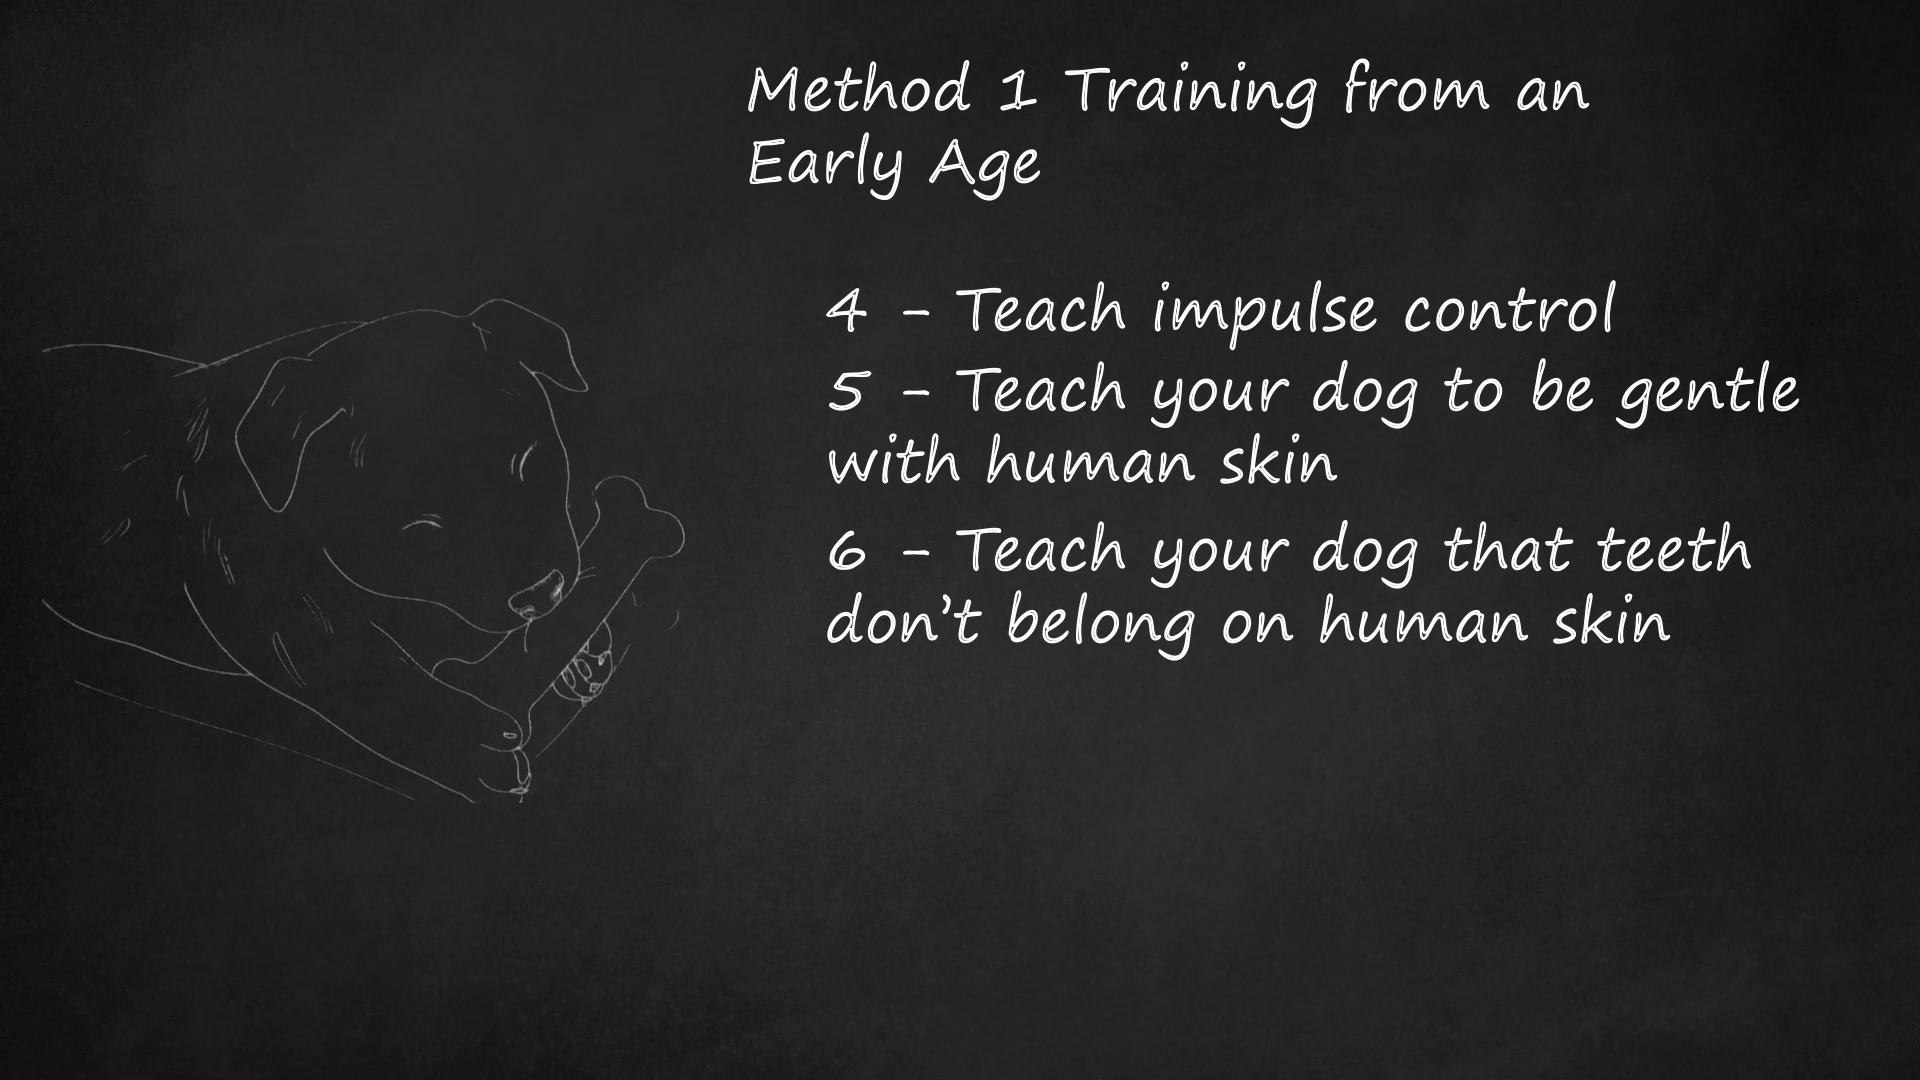 Method 1 Training from an
Early Age
4 - Teach impulse control
5 - Teach your dog to be gentle
with human skin
6 - Teach your dog that teeth
don’t belong on human skin